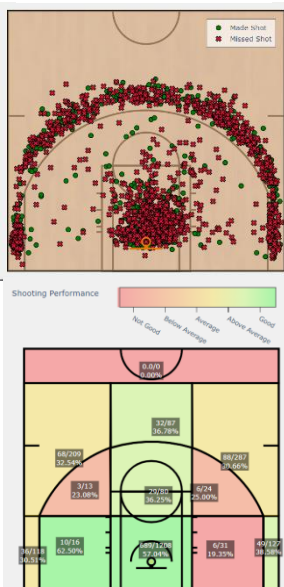 Made Shot
Missed Shot
Shooting Performance
Not Good
Below Average
Average
Above Average
Good
0.0/0
0.00%
32/87
36.78%
68/209
32.54%
88/287
30.66%
3/13
23.08%
29/80
36.25%
6/24
25.00%
36/118
30.51%
10/16
62.50%
57.04%
6/31
19.35%
49/127
38.58%